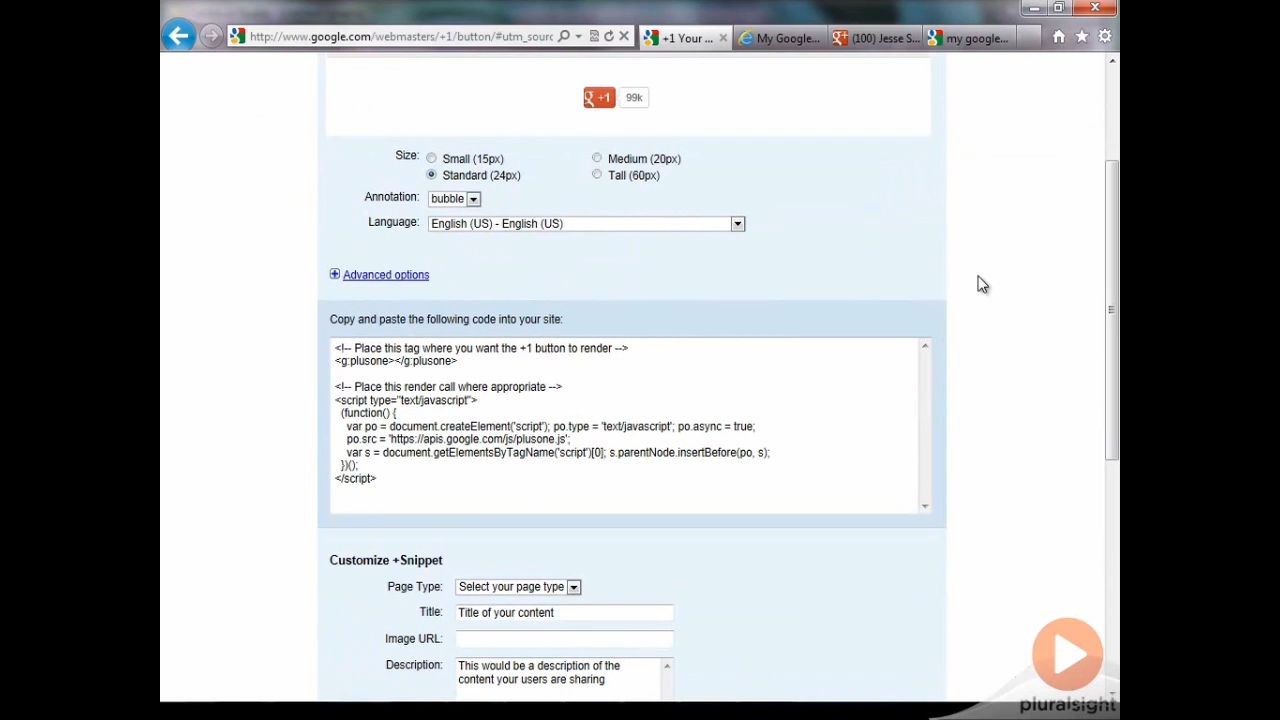 http://www.google.com/webmasters/+1/button/#utm_sourc
+1 Your ...
My Google...
(100) Jesse S...
my google...
+1 99k
Size: Small (15px) Medium (20px)
Standard (24px) Tall (60px)
Annotation: bubble
Language: English (US) - English (US)
Advanced options
Copy and paste the following code into your site:
<!-- Place this tag where you want the +1 button to render -->
<g:plusone></g:plusone>
<!-- Place this render call where appropriate -->
<script type="text/javascript">
(function() {
var po = document.createElement('script'); po.type = 'text/javascript'; po.async = true;
po.src = 'https://apis.google.com/js/plusone.js';
var s = document.getElementsByTagName('script')[0]; s.parentNode.insertBefore(po, s);
})();
</script>
Customize +Snippet
Page Type: Select your page type
Title: Title of your content
Image URL:
Description: This would be a description of the
content your users are sharing
pluralsight